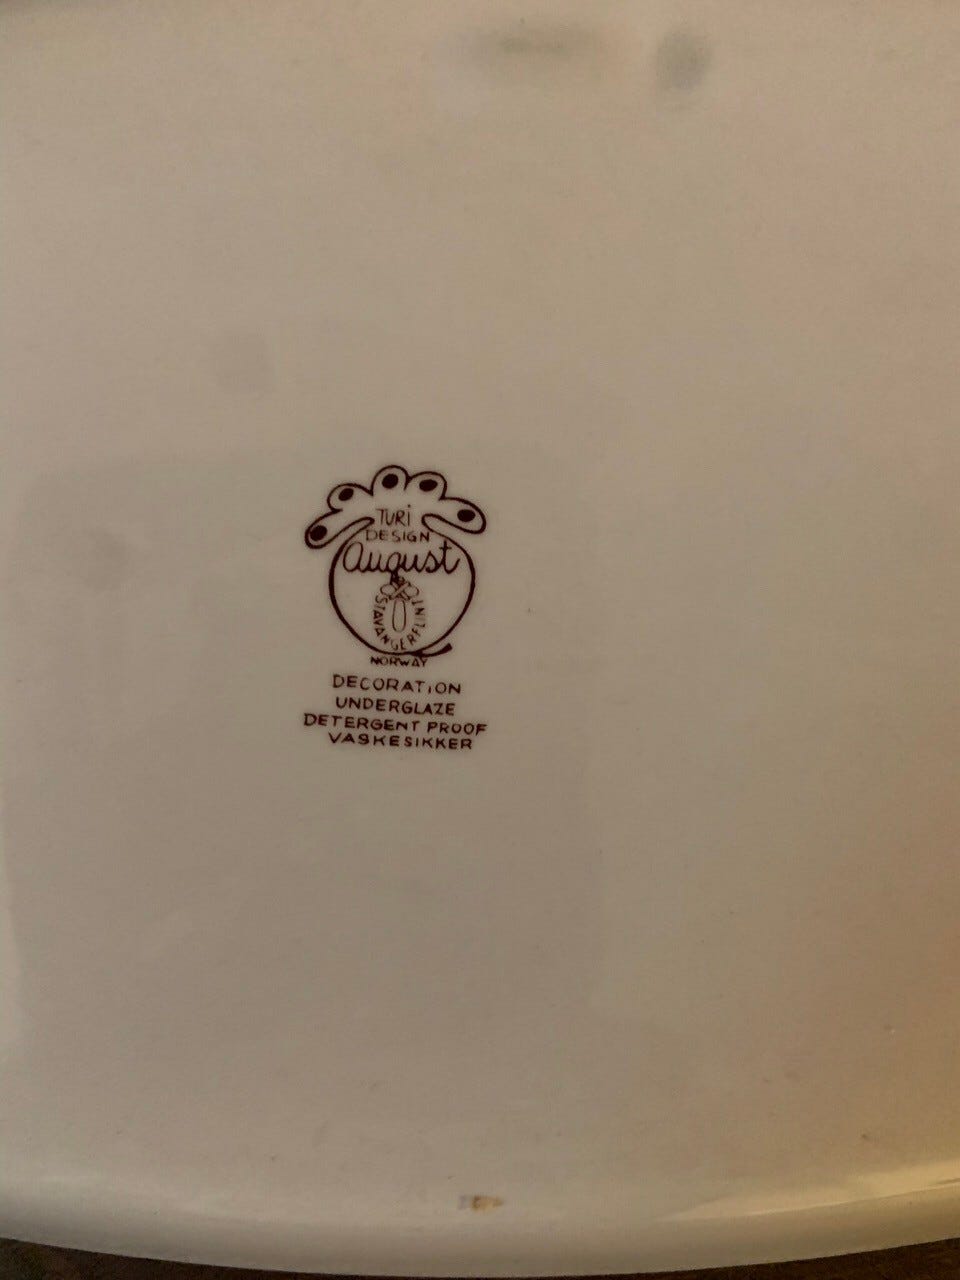 TURi
DESIGN
August
STAVANGERFLINT
NORWAY
DECORATION
UNDERGLAZE
DETERGENT PROOF
VASKESIKKER